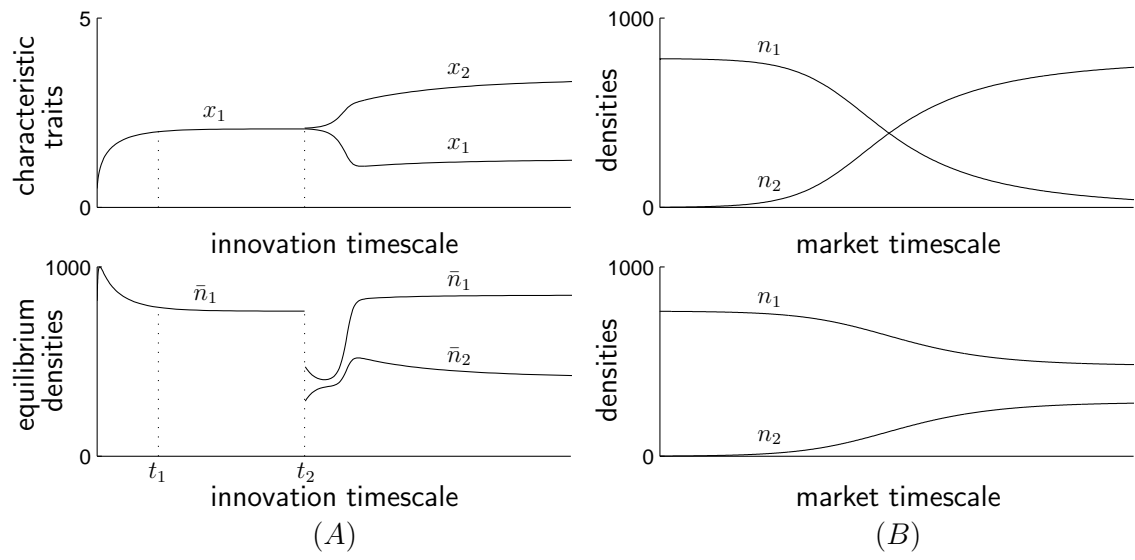 5
characteristic
traits
0
x₁
x₂
x₁
innovation timescale
1000
equilibrium
densities
0
n̄₁
n̄₁
n̄₂
t₁
t₂
innovation timescale
(A)
1000
densities
0
n₁
n₂
market timescale
1000
densities
0
n₁
n₂
market timescale
(B)